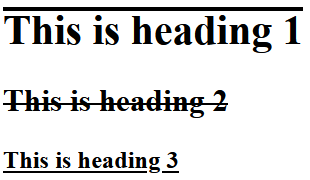 This is heading 1
This is heading 2
This is heading 3